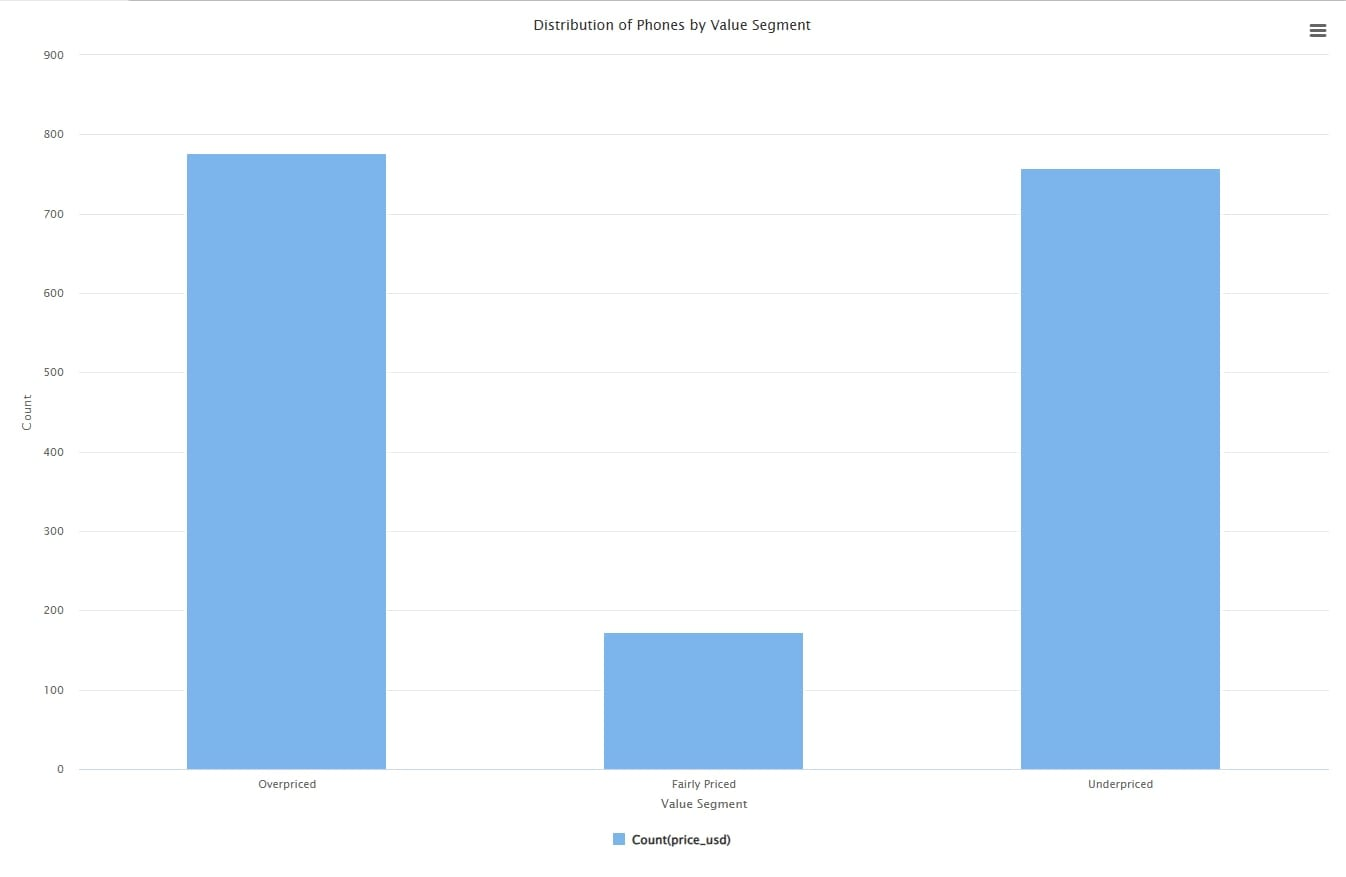 Distribution of Phones by Value Segment
900
800
700
600
500
400
300
200
100
0
Count
Overpriced Fairly Priced Underpriced
Value Segment
Count(price_usd)